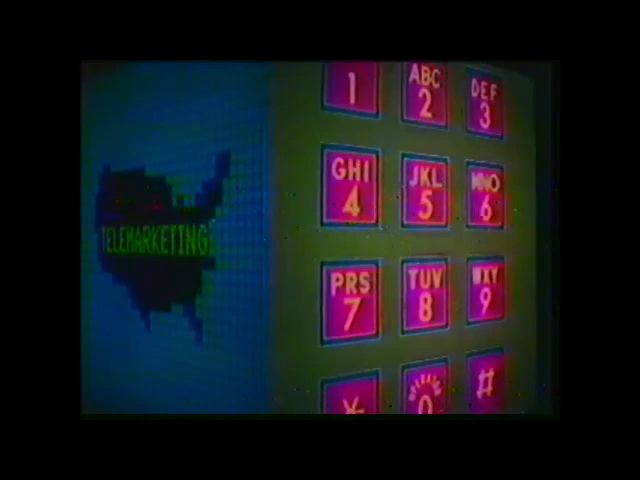 TELEMARKETING
1
ABC
2
DEF
3
GHI
4
JKL
5
MNO
6
PRS
7
TUV
8
WXY
9
*
OPERATOR
0
#